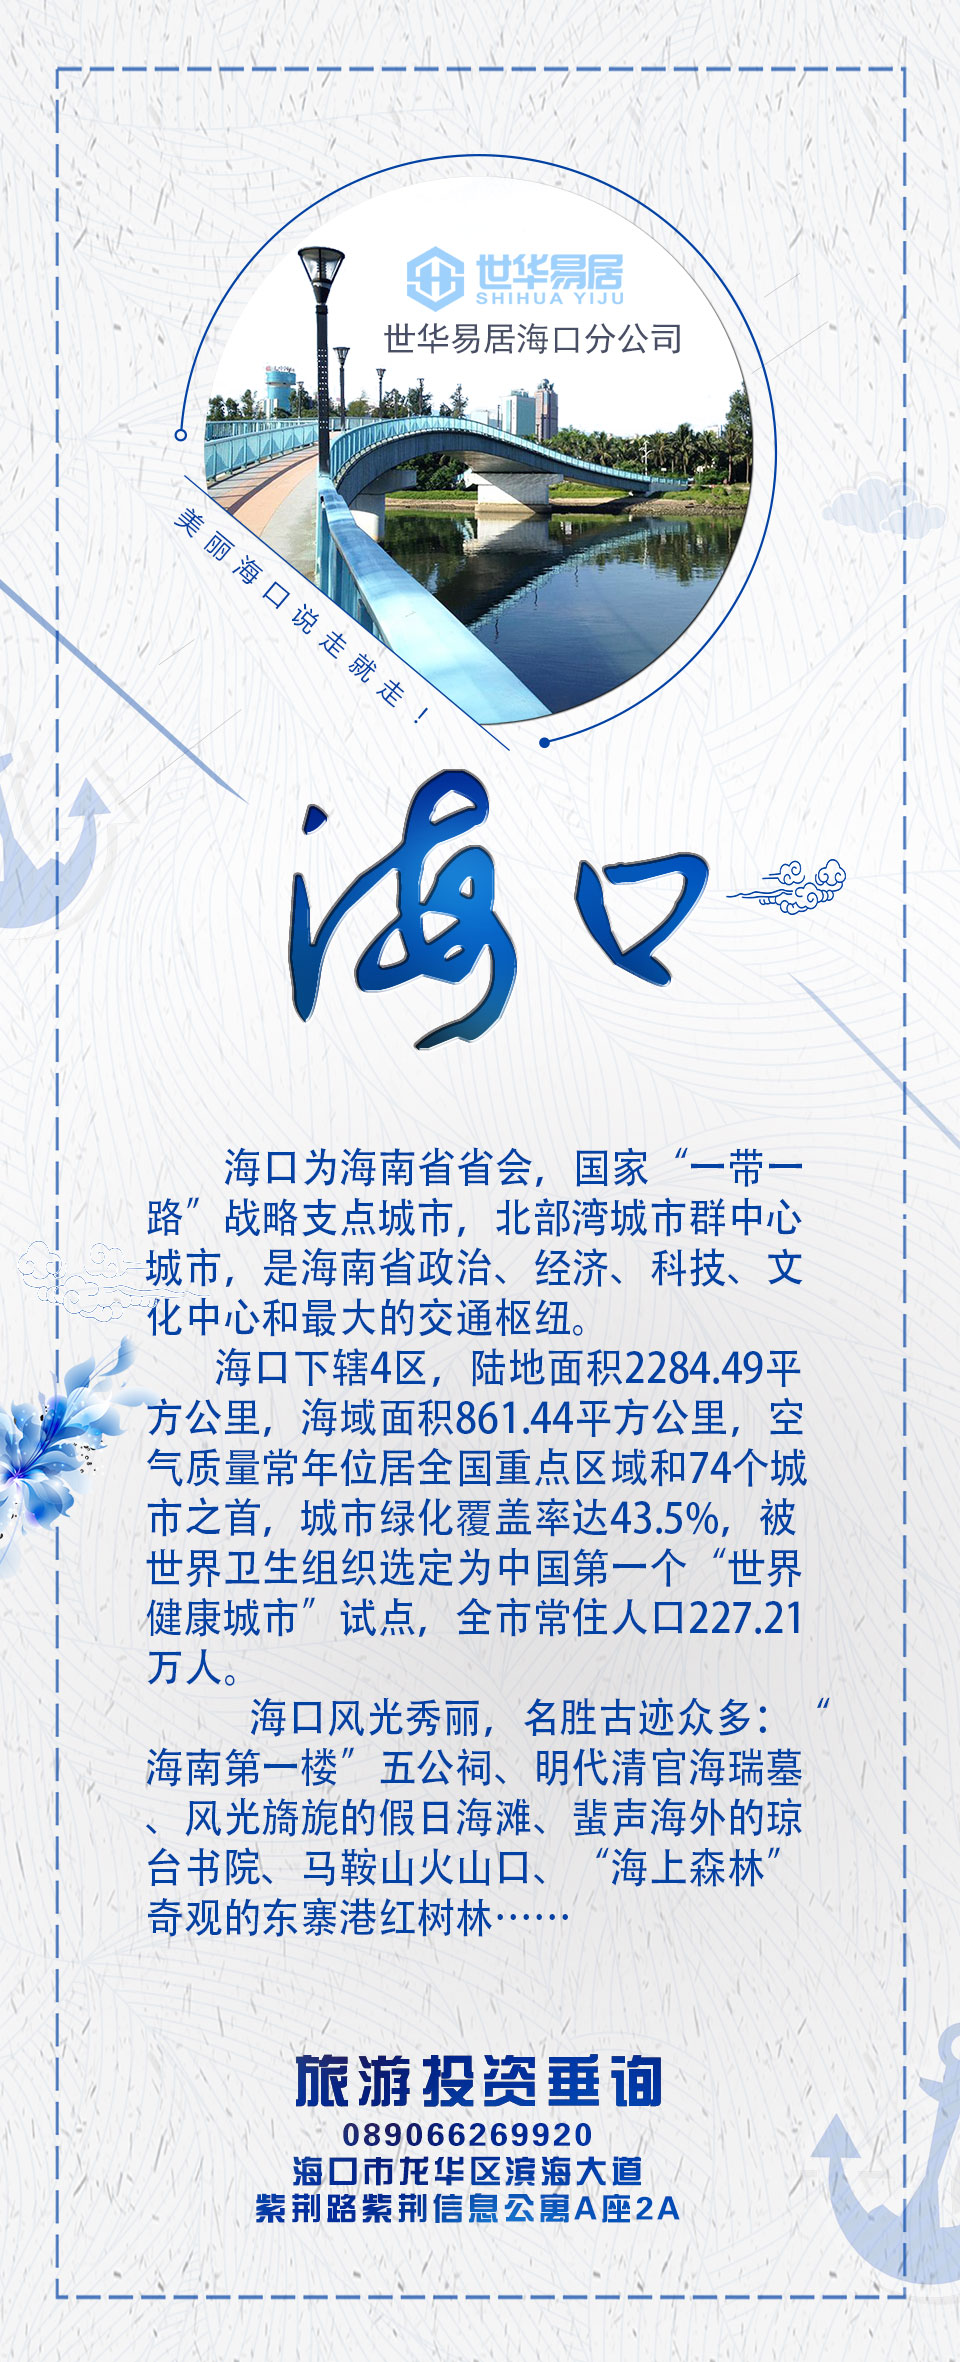 世华易居
SHIHUA YIJU
世华易居海口分公司
美丽海口说走就走！
海口
海口为海南省省会，国家“一带一
路”战略支点城市，北部湾城市群中心
城市，是海南省政治、经济、科技、文
化中心和最大的交通枢纽。
海口下辖4区，陆地面积2284.49平
方公里，海域面积861.44平方公里，空
气质量常年位居全国重点区域和74个城
市之首，城市绿化覆盖率达43.5%，被
世界卫生组织选定为中国第一个“世界
健康城市”试点，全市常住人口227.21
万人。
海口风光秀丽，名胜古迹众多：“
海南第一楼”五公祠、明代清官海瑞墓
、风光旖旎的假日海滩、蜚声海外的琼
台书院、马鞍山火山口、“海上森林”
奇观的东寨港红树林……
旅游投资垂询
089066269920
海口市龙华区滨海大道
紫荆路紫荆信息公寓A座2A